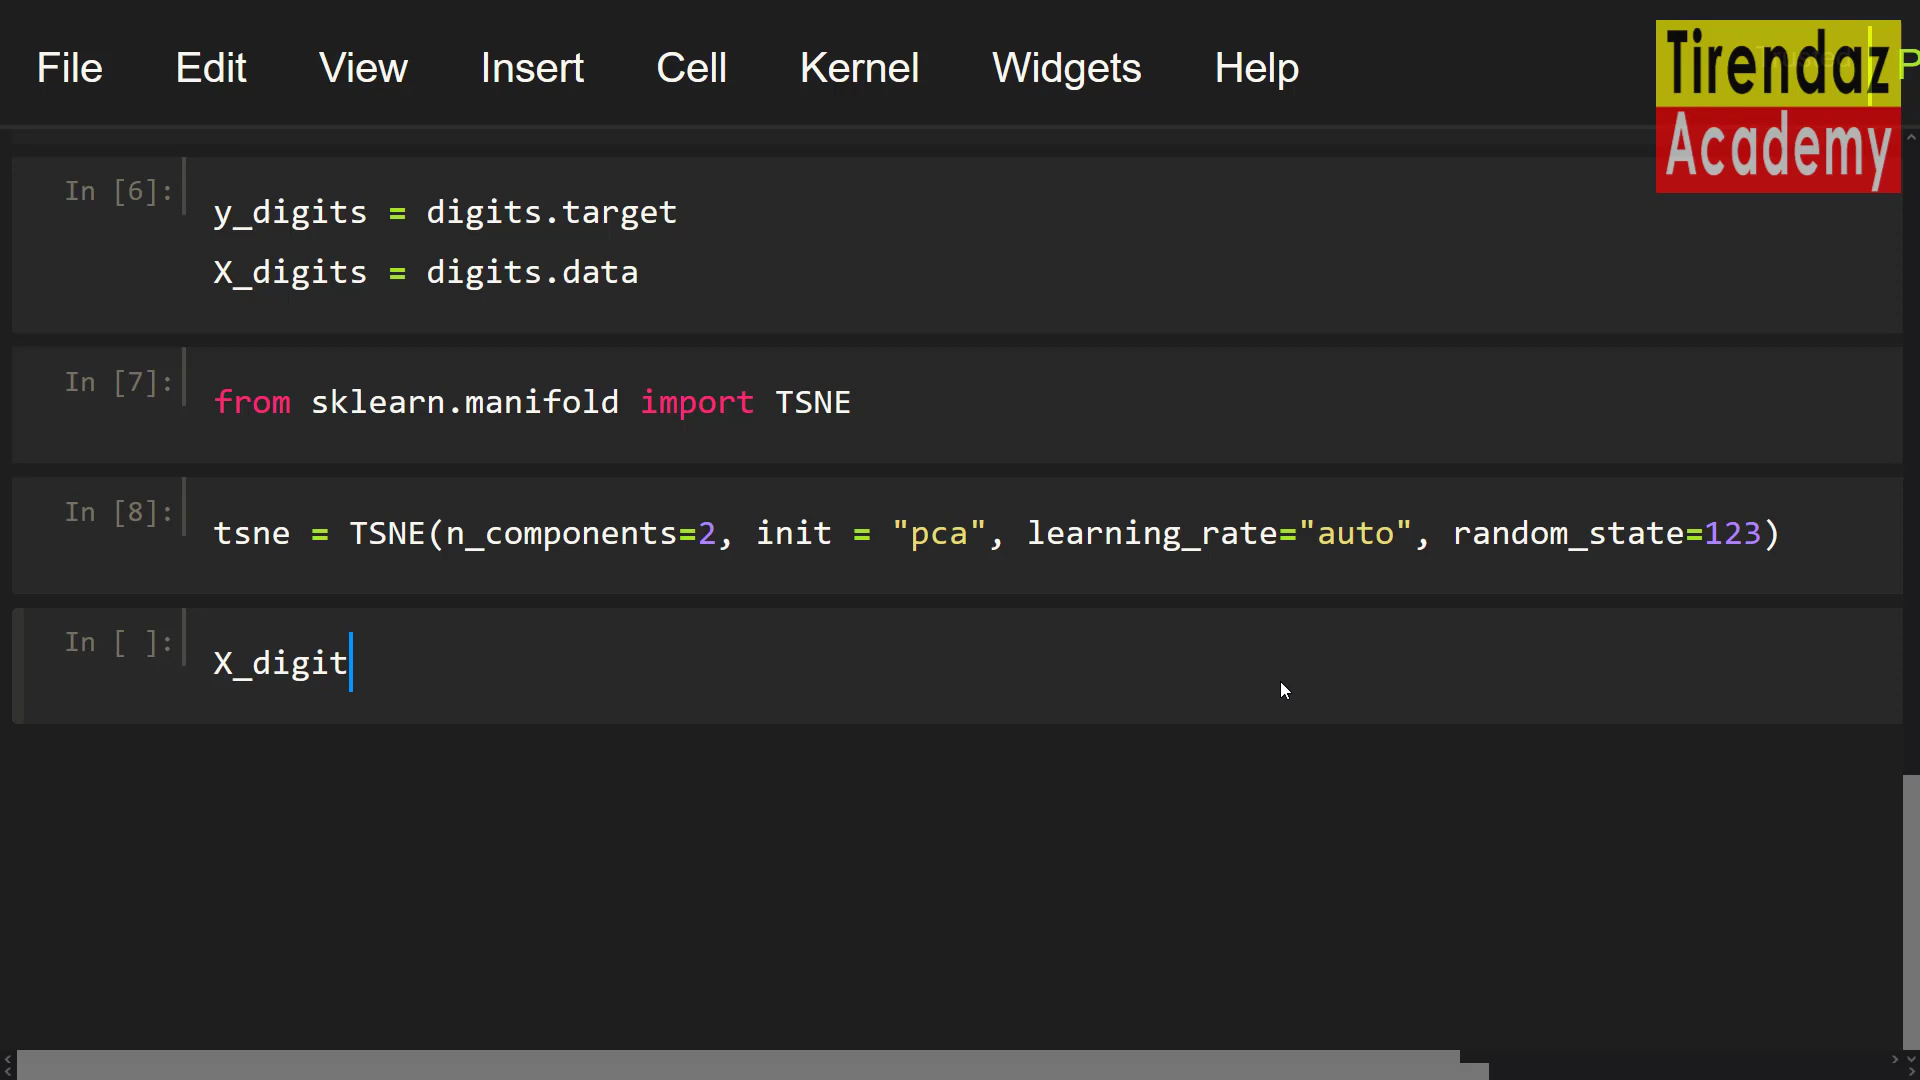 File Edit View Insert Cell Kernel Widgets Help
Tirendaz
Academy
In [6]:
y_digits = digits.target
X_digits = digits.data
In [7]:
from sklearn.manifold import TSNE
In [8]:
tsne = TSNE(n_components=2, init = "pca", learning_rate="auto", random_state=123)
In [ ]:
X_digit